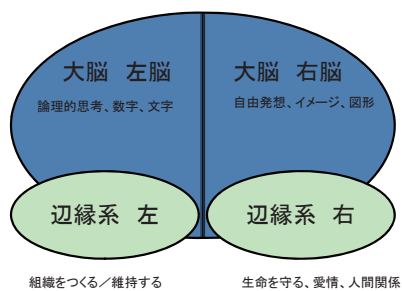 大脳　左脳
大脳　右脳
論理的思考、数字、文字
自由発想、イメージ、図形
辺縁系　左
辺縁系　右
組織をつくる／維持する
生命を守る、愛情、人間関係